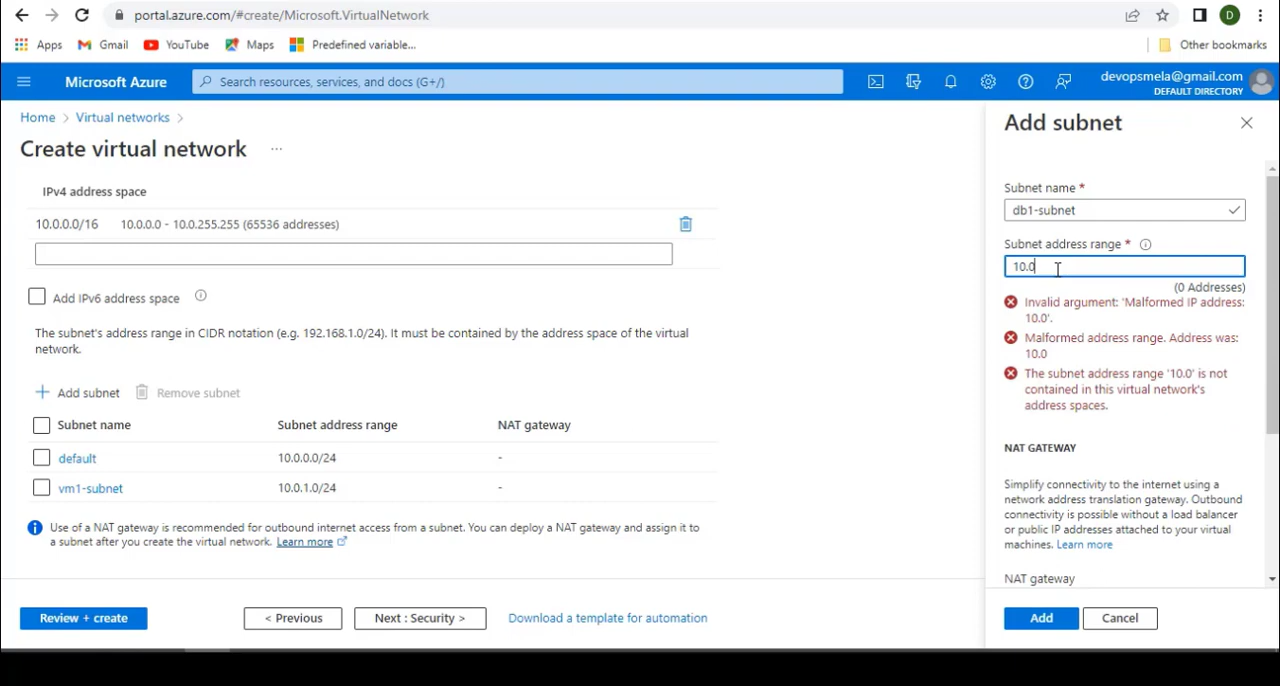 portal.azure.com/#create/Microsoft.VirtualNetwork
D
Apps Gmail YouTube Maps Predefined variable... Other bookmarks
Microsoft Azure
Search resources, services, and docs (G+/)
devopsmela@gmail.com
DEFAULT DIRECTORY
Home > Virtual networks >
Create virtual network ...
IPv4 address space
10.0.0.0/16 10.0.0.0 - 10.0.255.255 (65536 addresses)
Add IPv6 address space
The subnet's address range in CIDR notation (e.g. 192.168.1.0/24). It must be contained by the address space of the virtual
network.
+ Add subnet Remove subnet
Subnet name Subnet address range NAT gateway
default 10.0.0.0/24 -
vm1-subnet 10.0.1.0/24 -
Use of a NAT gateway is recommended for outbound internet access from a subnet. You can deploy a NAT gateway and assign it to
a subnet after you create the virtual network. Learn more
Review + create < Previous Next : Security > Download a template for automation
Add subnet
Subnet name *
db1-subnet
Subnet address range *
10.0
(0 Addresses)
Invalid argument: 'Malformed IP address:
10.0'.
Malformed address range. Address was:
10.0
The subnet address range '10.0' is not
contained in this virtual network's
address spaces.
NAT GATEWAY
Simplify connectivity to the internet using a
network address translation gateway. Outbound
connectivity is possible without a load balancer
or public IP addresses attached to your virtual
machines. Learn more
NAT gateway
Add Cancel